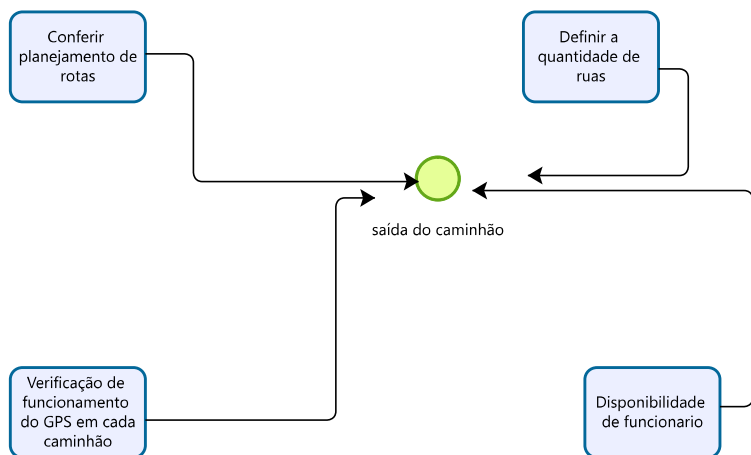 Conferir
planejamento de
rotas
Definir a
quantidade de
ruas
saída do caminhão
Verificação de
funcionamento
do GPS em cada
caminhão
Disponibilidade
de funcionario